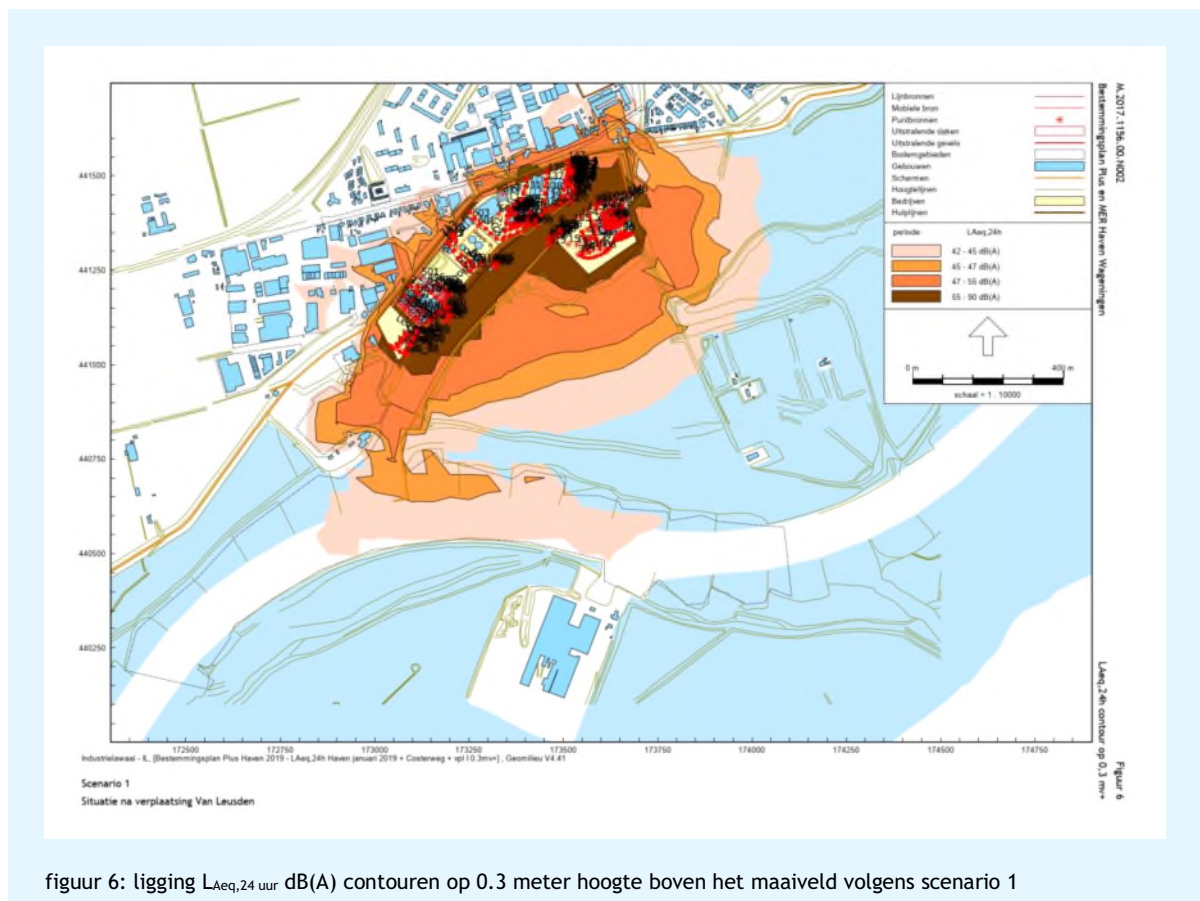 M.2017.1156.00.N002
Bestemmingsplan Plus en MER Haven Wageningen
Lijnbronnen
Mobiele bron
Puntbronnen
Uitstralende daken
Uitstralende gevels
Bodemgebieden
Gebouwen
Schermen
Hoogtelijnen
Bedrijven
Hulplijnen
periode: LAeq,24h
42 - 45 dB(A)
45 - 47 dB(A)
47 - 55 dB(A)
55 - 90 dB(A)
0 m 400 m
schaal = 1 : 10000
441500
441250
441000
440750
440500
440250
172500 172750 173000 173250 173500 173750 174000 174250 174500 174750
Industrielawaai - IL, [Bestemmingsplan Plus Haven 2019 - LAeq,24h Haven januari 2019 + Costerweg + vpl l 0.3mv+] , Geomilieu V4.41
Scenario 1
Situatie na verplaatsing Van Leusden
Figuur 6
LAeq,24h contour op 0,3 mv+
figuur 6: ligging LAeq,24 uur dB(A) contouren op 0.3 meter hoogte boven het maaiveld volgens scenario 1